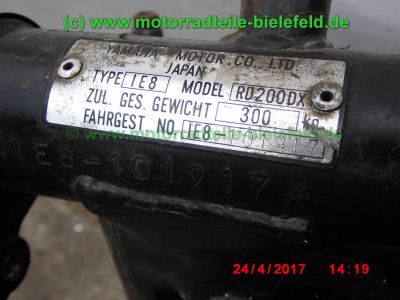 www.motorradteile-bielefeld.de
YAMAHA MOTOR CO., LTD
JAPAN
TYPE 1E8 MODEL RD200DX
ZUL. GES. GEWICHT 300 kg
FAHRGEST. NO. 1E8-
E8-101917*
24/4/2017 14:19